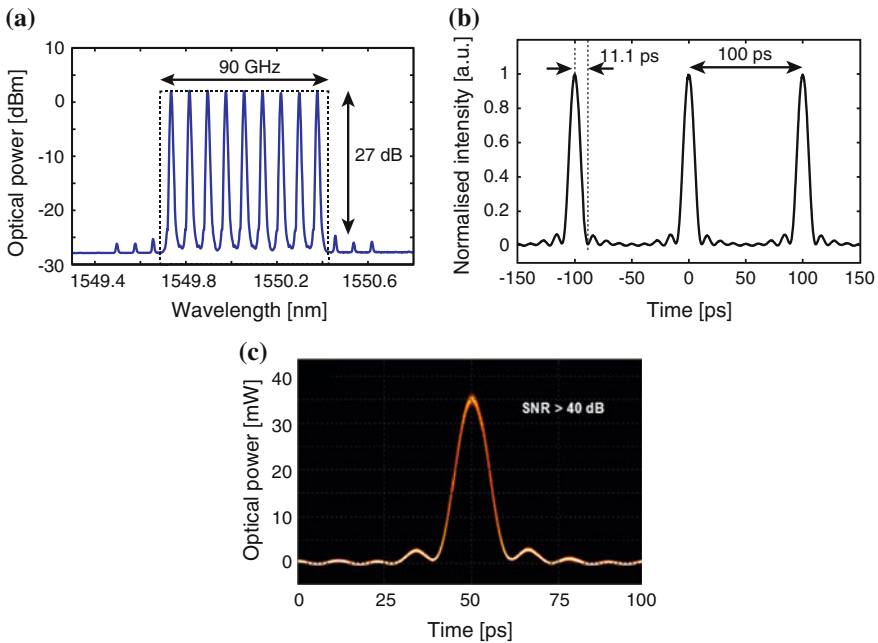 (a)
10
0
-10
-20
-30
Optical power [dBm]
90 GHz
27 dB
1549.4 1549.8 1550.2 1550.6
Wavelength [nm]
(b)
1
0.8
0.6
0.4
0.2
0
Normalised intensity [a.u.]
11.1 ps
100 ps
-150 -100 -50 0 50 100 150
Time [ps]
(c)
40
30
20
10
0
Optical power [mW]
SNR > 40 dB
0 25 50 75 100
Time [ps]